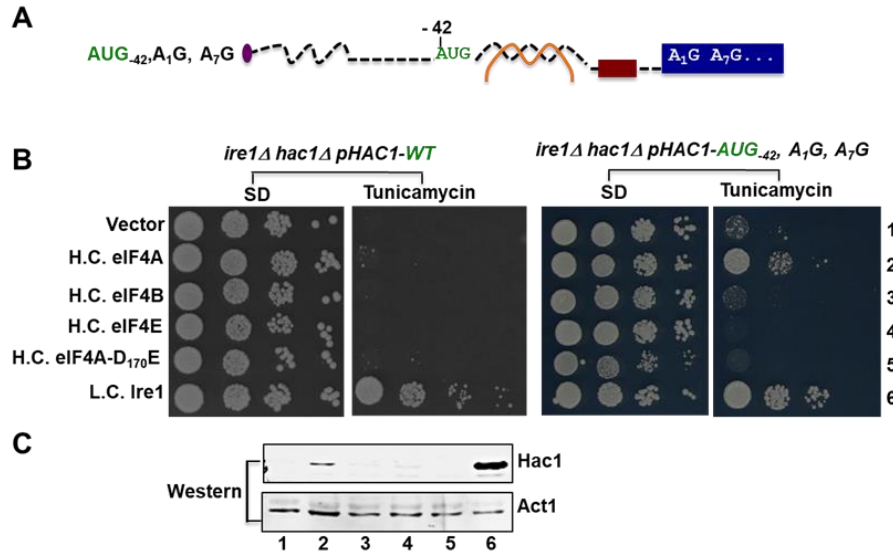 A
- 42
AUG-42,A1G, A7G
AUG
A1G A7G...
B
ire1Δ hac1Δ pHAC1-WT
ire1Δ hac1Δ pHAC1-AUG-42, A1G, A7G
SD
Tunicamycin
SD
Tunicamycin
Vector
1
H.C. eIF4A
2
H.C. eIF4B
3
H.C. eIF4E
4
H.C. eIF4A-D170E
5
L.C. Ire1
6
C
Western
Hac1
Act1
1 2 3 4 5 6